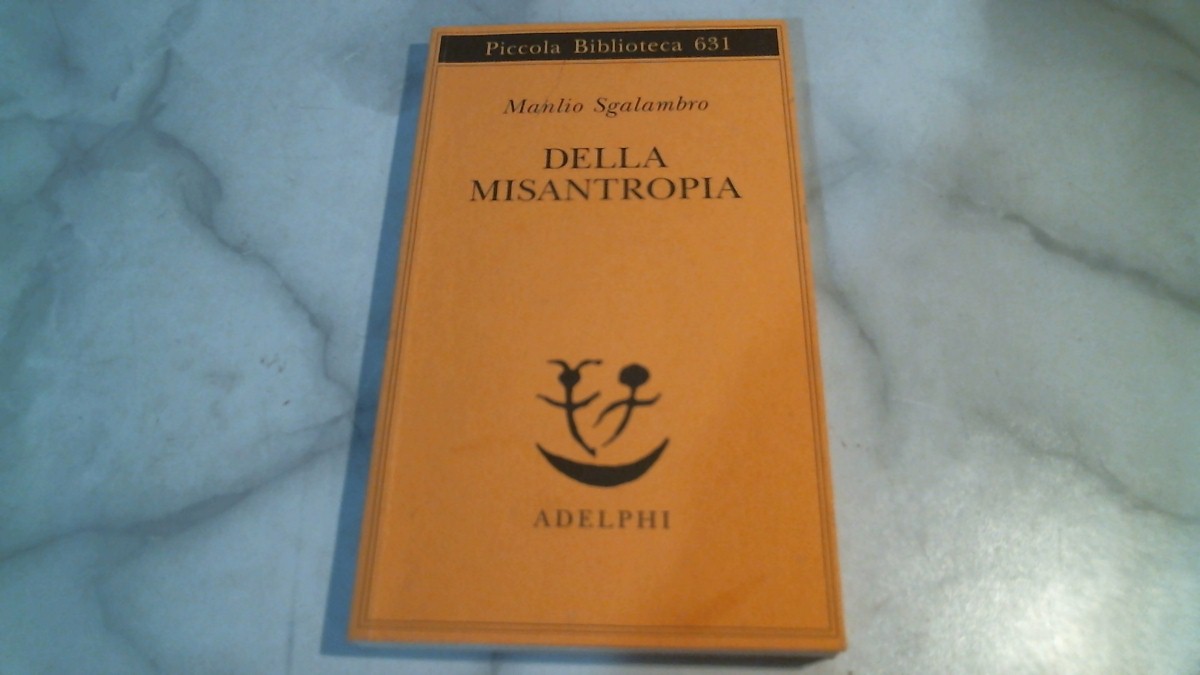 Piccola Biblioteca 631
Manlio Sgalambro
DELLA
MISANTROPIA
ADELPHI